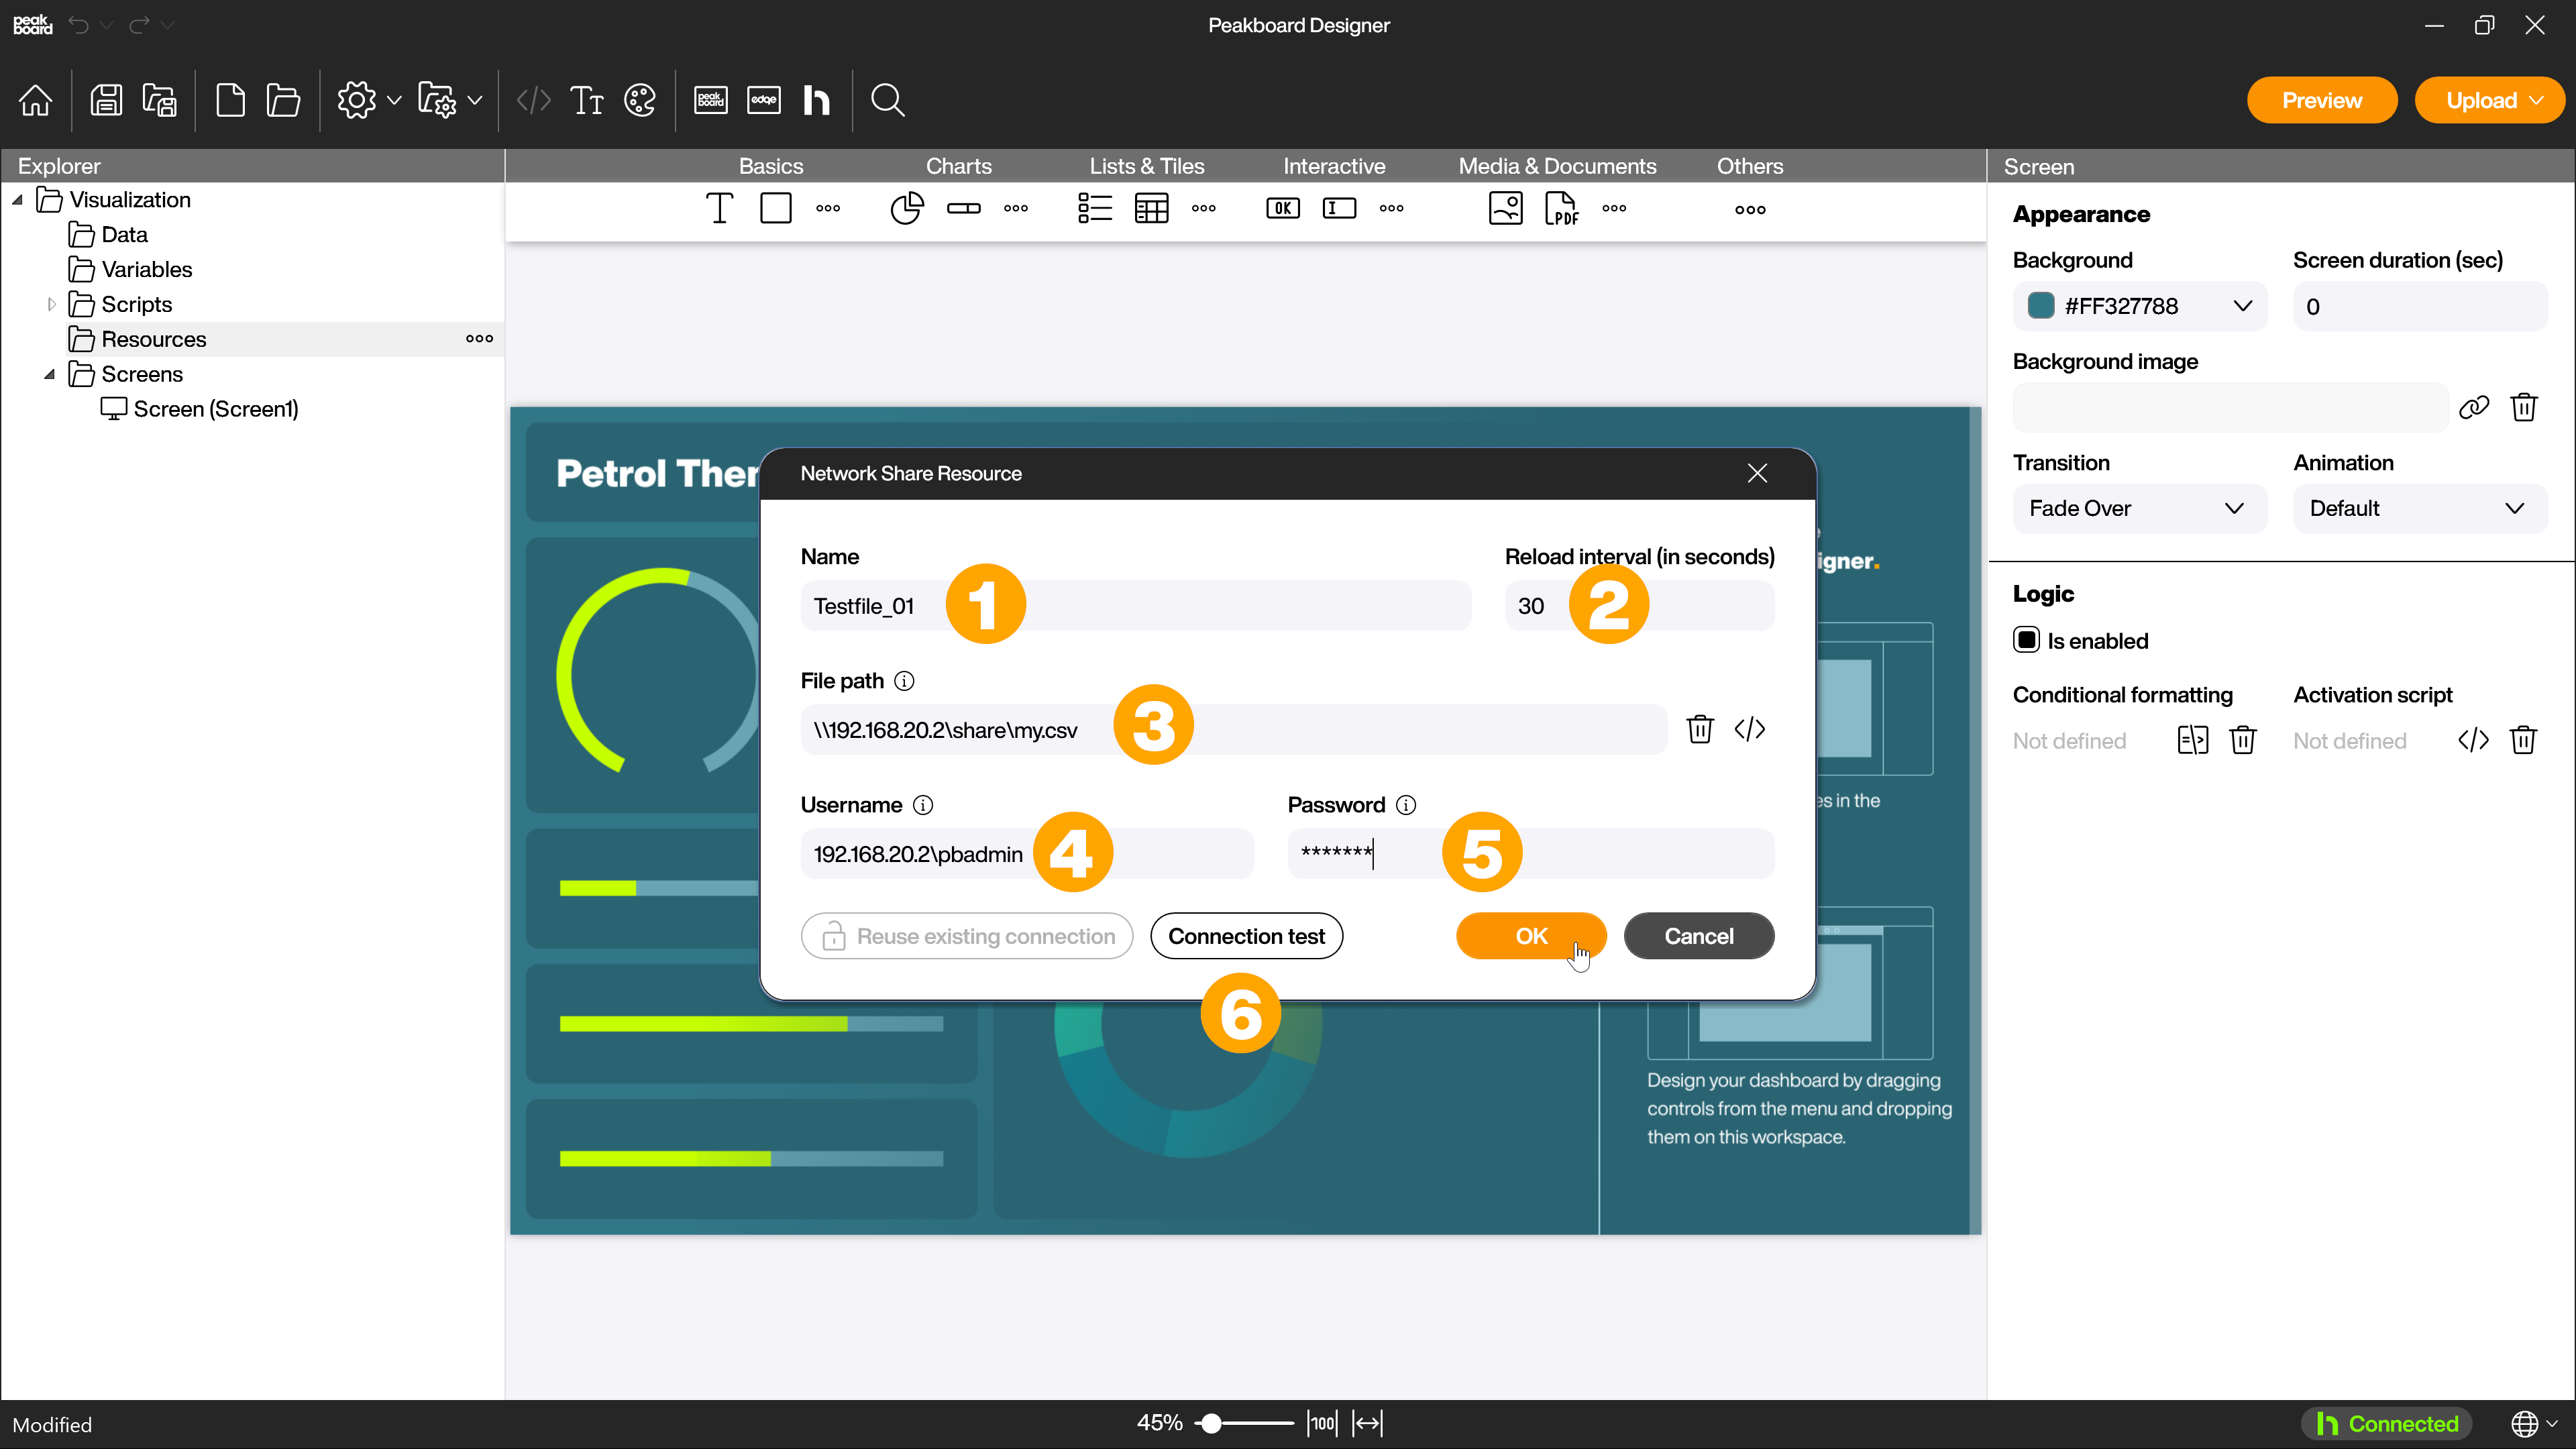 peak board
Peakboard Designer
peak board
edge
Preview
Upload
Explorer
Basics
Charts
Lists & Tiles
Interactive
Media & Documents
Others
Screen
Visualization
Data
Variables
Scripts
Resources
Screens
Screen (Screen1)
OK
PDF
Appearance
Background
Screen duration (sec)
#FF327788
0
Background image
Transition
Animation
Fade Over
Default
Logic
Is enabled
Conditional formatting
Activation script
Not defined
Not defined
Petrol Ther
igner.
es in the
Design your dashboard by dragging
controls from the menu and dropping
them on this workspace.
Network Share Resource
Name
Reload interval (in seconds)
Testfile_01
1
30
2
File path
\\192.168.20.2\share\my.csv
3
Username
Password
192.168.20.2\pbadmin
4
*******
5
Reuse existing connection
Connection test
OK
Cancel
6
Modified
45%
100
Connected